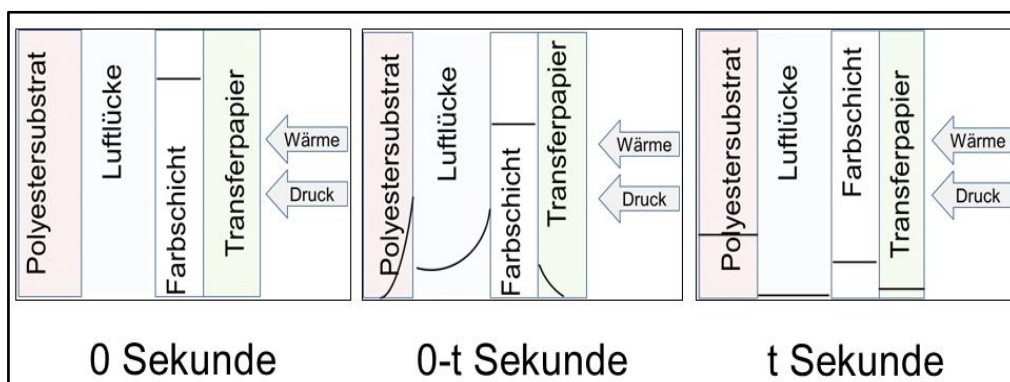 Polyestersubstrat
Luftlücke
Farbschicht
Transferpapier
Wärme
Druck
0 Sekunde
Polyestersubstrat
Luftlücke
Farbschicht
Transferpapier
Wärme
Druck
0-t Sekunde
Polyestersubstrat
Luftlücke
Farbschicht
Transferpapier
Wärme
Druck
t Sekunde